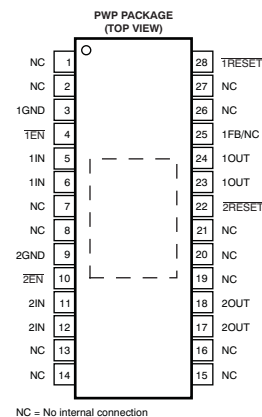 PWP PACKAGE
(TOP VIEW)
NC 1 28 1RESET
NC 2 27 NC
1GND 3 26 NC
1EN 4 25 1FB/NC
1IN 5 24 1OUT
1IN 6 23 1OUT
NC 7 22 2RESET
NC 8 21 NC
2GND 9 20 NC
2EN 10 19 NC
2IN 11 18 2OUT
2IN 12 17 2OUT
NC 13 16 NC
NC 14 15 NC
NC = No internal connection